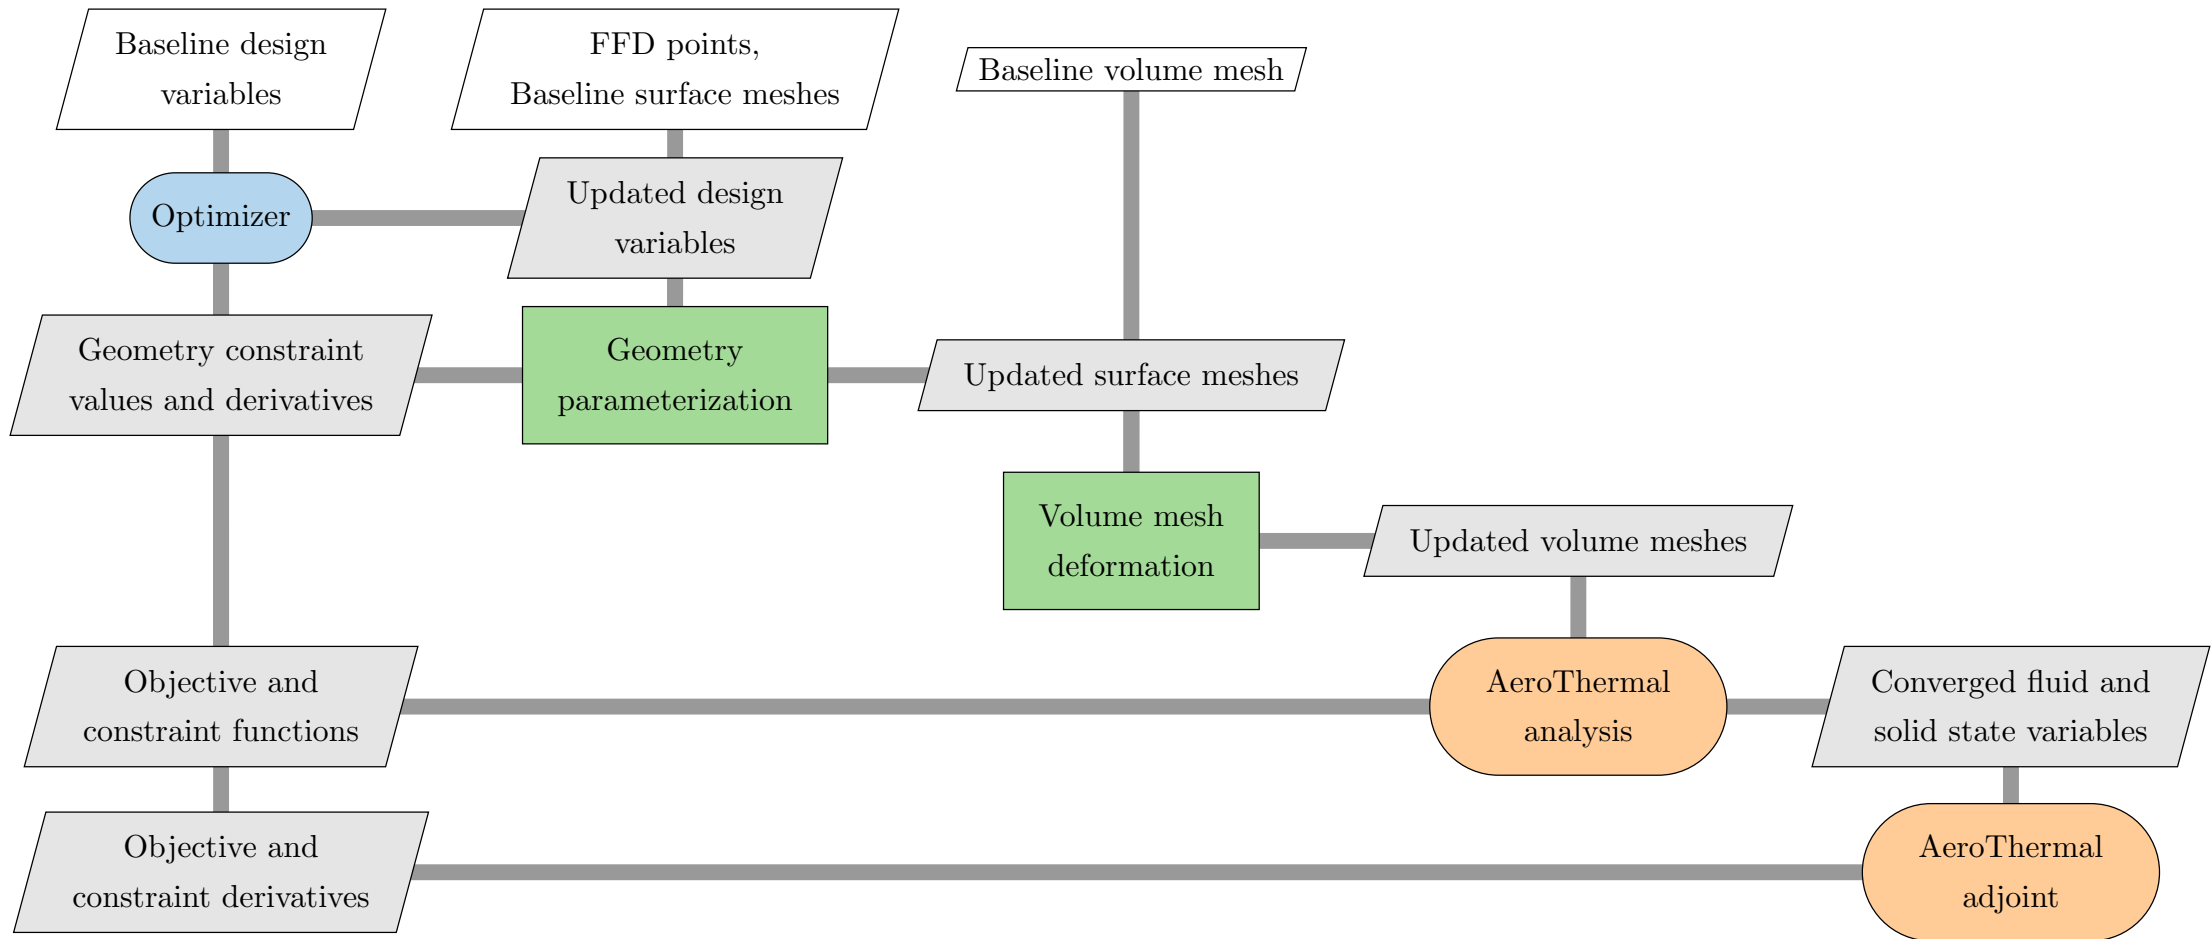 Baseline design
variables
FFD points,
Baseline surface meshes
Baseline volume mesh
Optimizer
Updated design
variables
Geometry constraint
values and derivatives
Geometry
parameterization
Updated surface meshes
Volume mesh
deformation
Updated volume meshes
Objective and
constraint functions
AeroThermal
analysis
Converged fluid and
solid state variables
Objective and
constraint derivatives
AeroThermal
adjoint